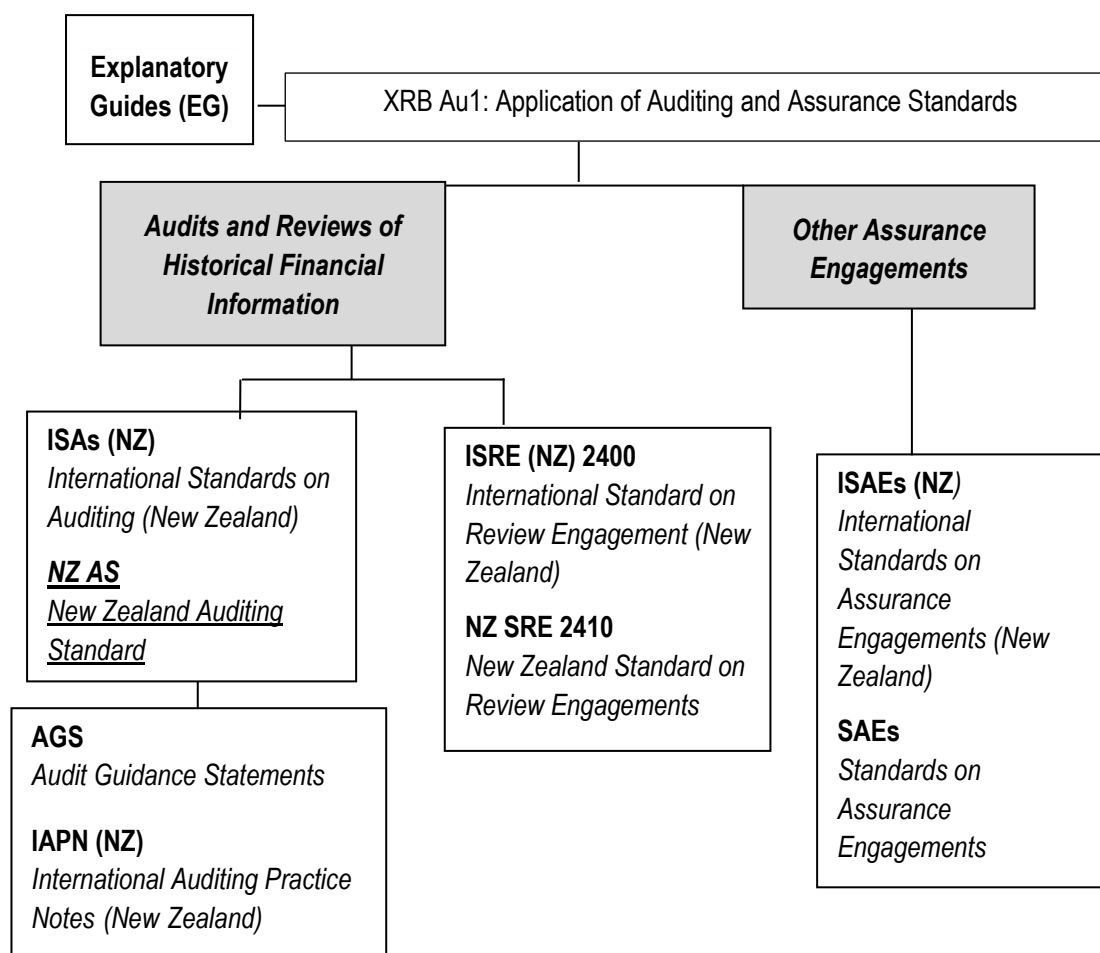 Explanatory
Guides (EG)
XRB Au1: Application of Auditing and Assurance Standards
Audits and Reviews of
Historical Financial
Information
Other Assurance
Engagements
ISAs (NZ)
International Standards on
Auditing (New Zealand)
NZ AS
New Zealand Auditing
Standard
ISRE (NZ) 2400
International Standard on
Review Engagement (New
Zealand)
NZ SRE 2410
New Zealand Standard on
Review Engagements
ISAEs (NZ)
International
Standards on
Assurance
Engagements (New
Zealand)
SAEs
Standards on
Assurance
Engagements
AGS
Audit Guidance Statements
IAPN (NZ)
International Auditing Practice
Notes (New Zealand)